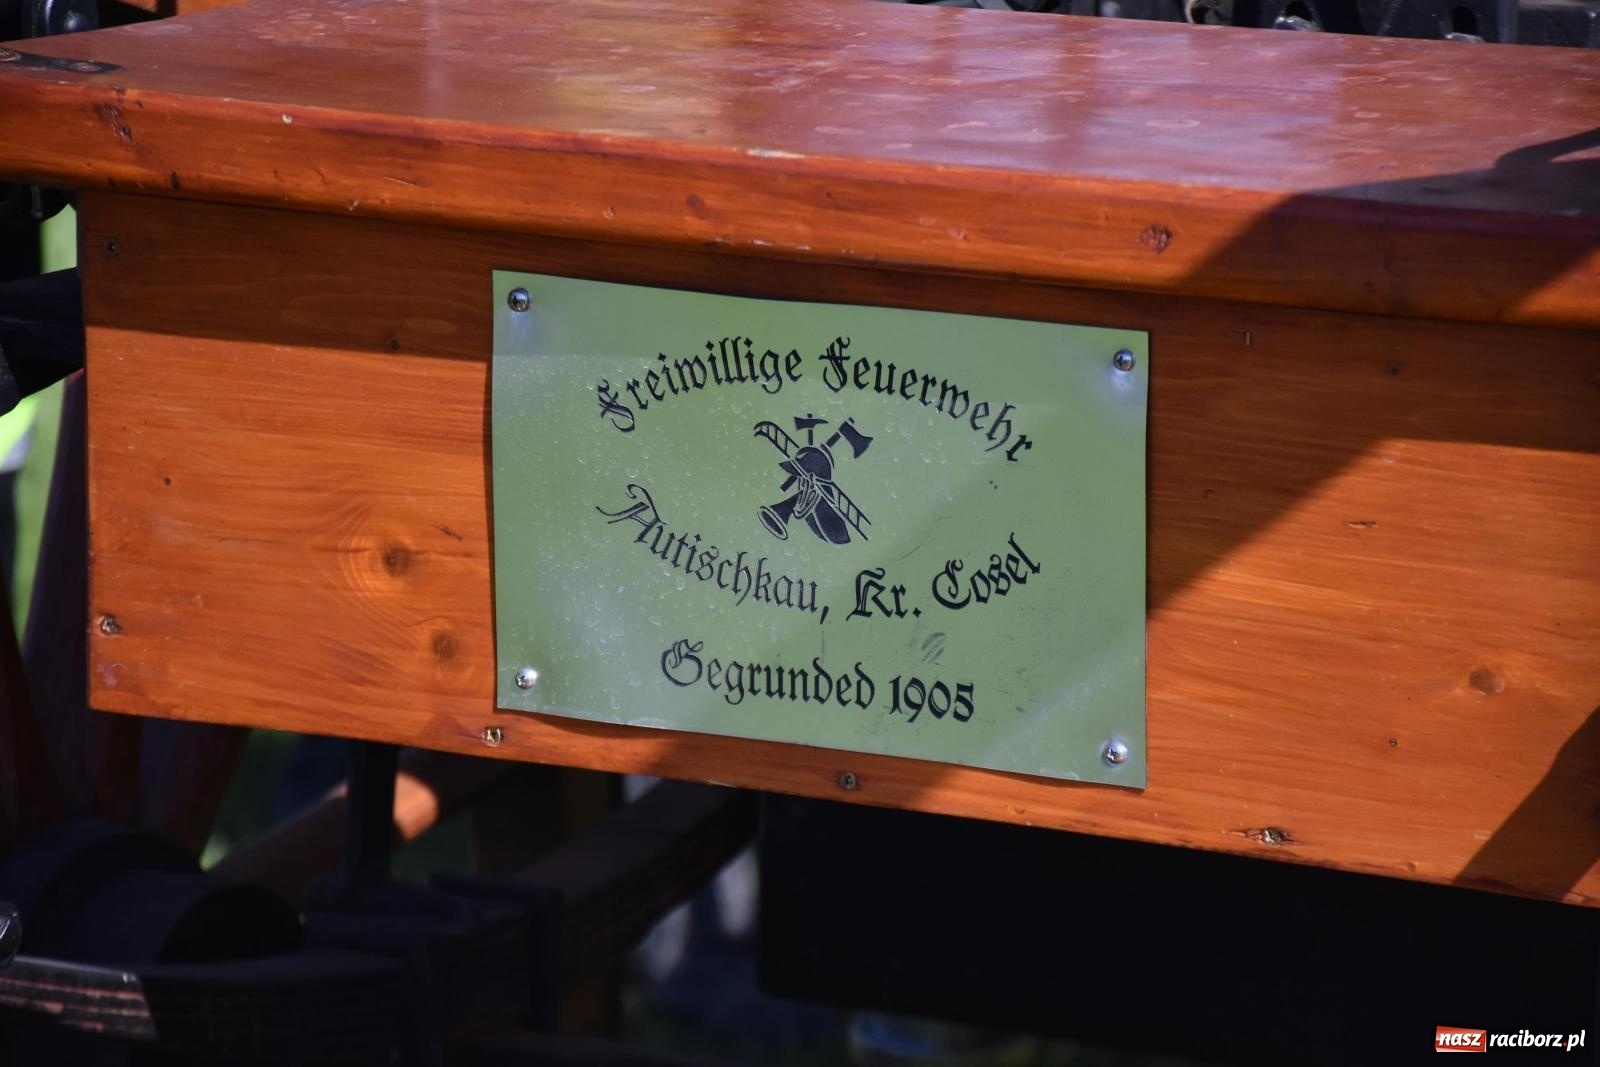 Freiwillige Feuerwehr
Autischkau, Kr. Cosel
Gegrunded 1905
nasz raciborz.pl